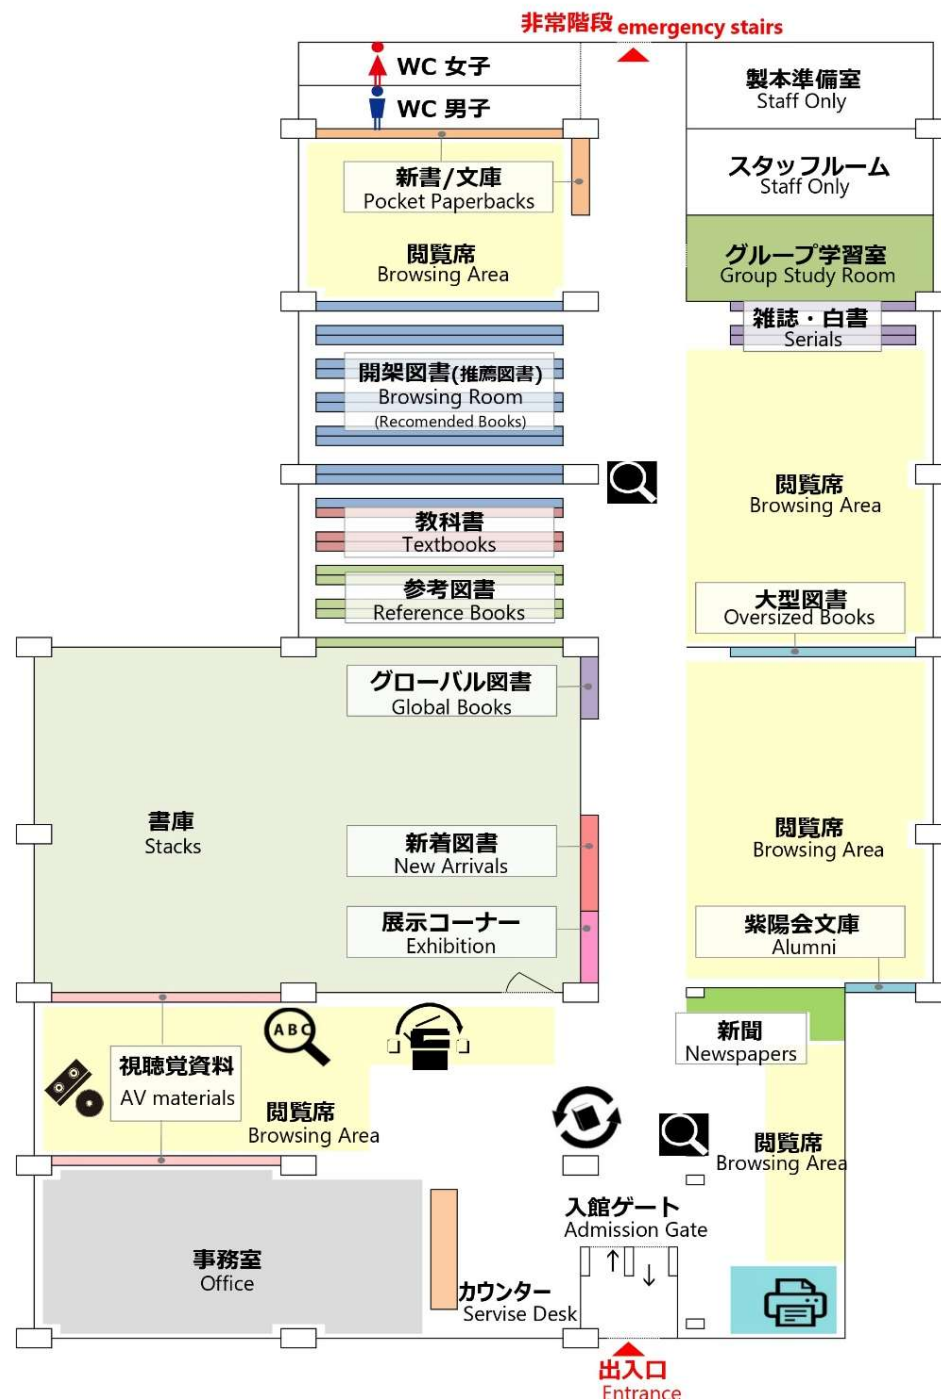 非常階段 emergency stairs
WC 女子
WC 男子
製本準備室
Staff Only
スタッフルーム
Staff Only
新書/文庫
Pocket Paperbacks
閲覧席
Browsing Area
グループ学習室
Group Study Room
雑誌・白書
Serials
開架図書(推薦図書)
Browsing Room
(Recomended Books)
閲覧席
Browsing Area
教科書
Textbooks
参考図書
Reference Books
大型図書
Oversized Books
グローバル図書
Global Books
書庫
Stacks
新着図書
New Arrivals
閲覧席
Browsing Area
展示コーナー
Exhibition
紫陽会文庫
Alumni
新聞
Newspapers
ABC
視聴覚資料
AV materials
閲覧席
Browsing Area
閲覧席
Browsing Area
入館ゲート
Admission Gate
事務室
Office
カウンター
Servise Desk
出入口
Entrance